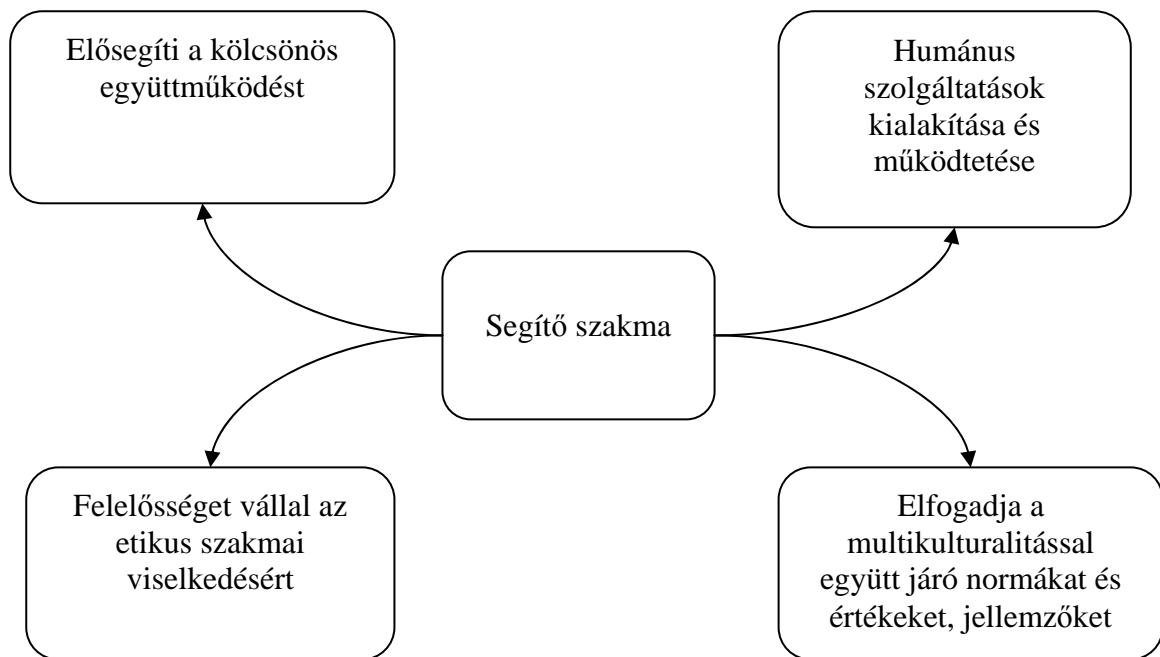 Elősegíti a kölcsönös
együttműködést
Humánus
szolgáltatások
kialakítása és
működtetése
Segítő szakma
Felelősséget vállal az
etikus szakmai
viselkedésért
Elfogadja a
multikulturalitással
együtt járó normákat és
értékeket, jellemzőket